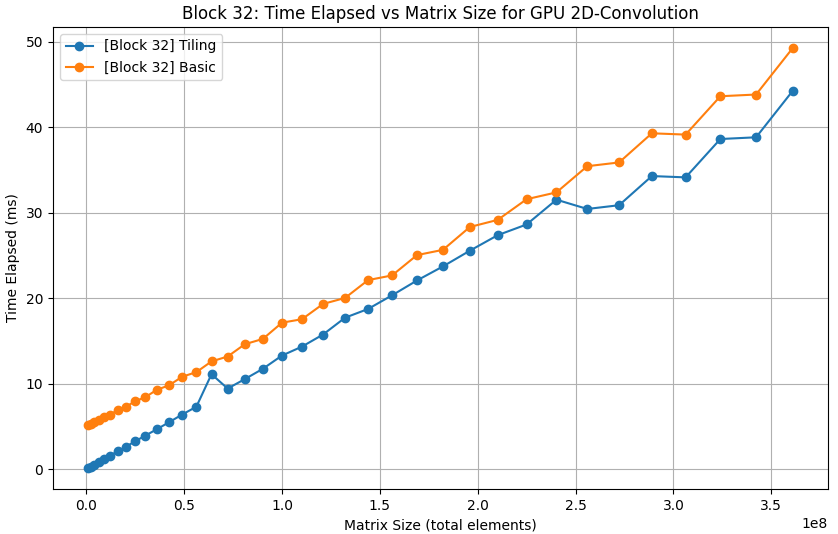 Block 32: Time Elapsed vs Matrix Size for GPU 2D-Convolution
[Block 32] Tiling
[Block 32] Basic
Time Elapsed (ms)
50
40
30
20
10
0
0.0 0.5 1.0 1.5 2.0 2.5 3.0 3.5
1e8
Matrix Size (total elements)